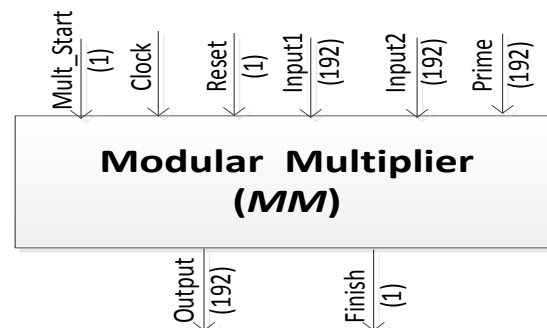 Mult_Start
(1)
Clock
Reset
(1)
Input1
(192)
Input2
(192)
Prime
(192)
Modular Multiplier
(MM)
Output
(192)
Finish
(1)